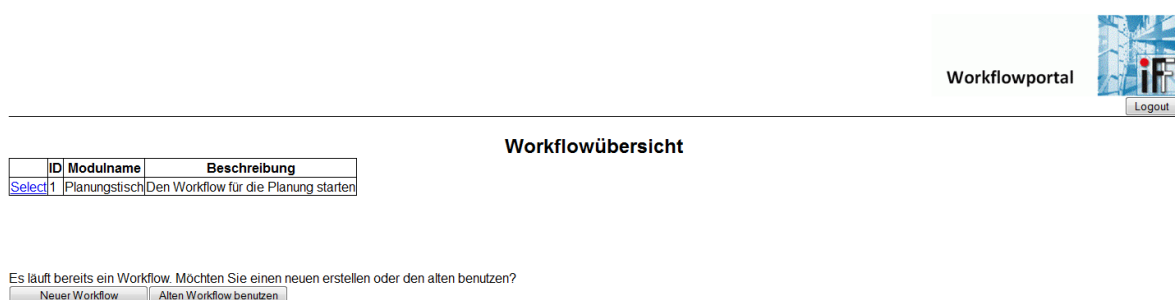 Workflowportal
iFF
Logout
Workflowübersicht
ID Modulname Beschreibung
Select 1 Planungstisch Den Workflow für die Planung starten
Es läuft bereits ein Workflow. Möchten Sie einen neuen erstellen oder den alten benutzen?
Neuer Workflow Alten Workflow benutzen